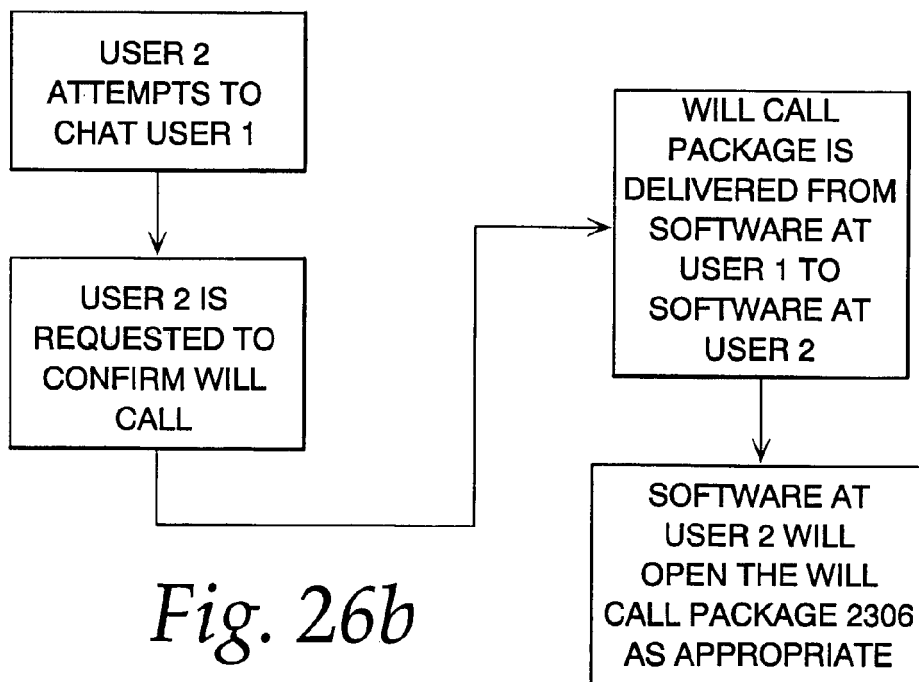 USER 2
ATTEMPTS TO
CHAT USER 1
USER 2 IS
REQUESTED TO
CONFIRM WILL
CALL
WILL CALL
PACKAGE IS
DELIVERED FROM
SOFTWARE AT
USER 1 TO
SOFTWARE AT
USER 2
SOFTWARE AT
USER 2 WILL
OPEN THE WILL
CALL PACKAGE 2306
AS APPROPRIATE
Fig. 26b